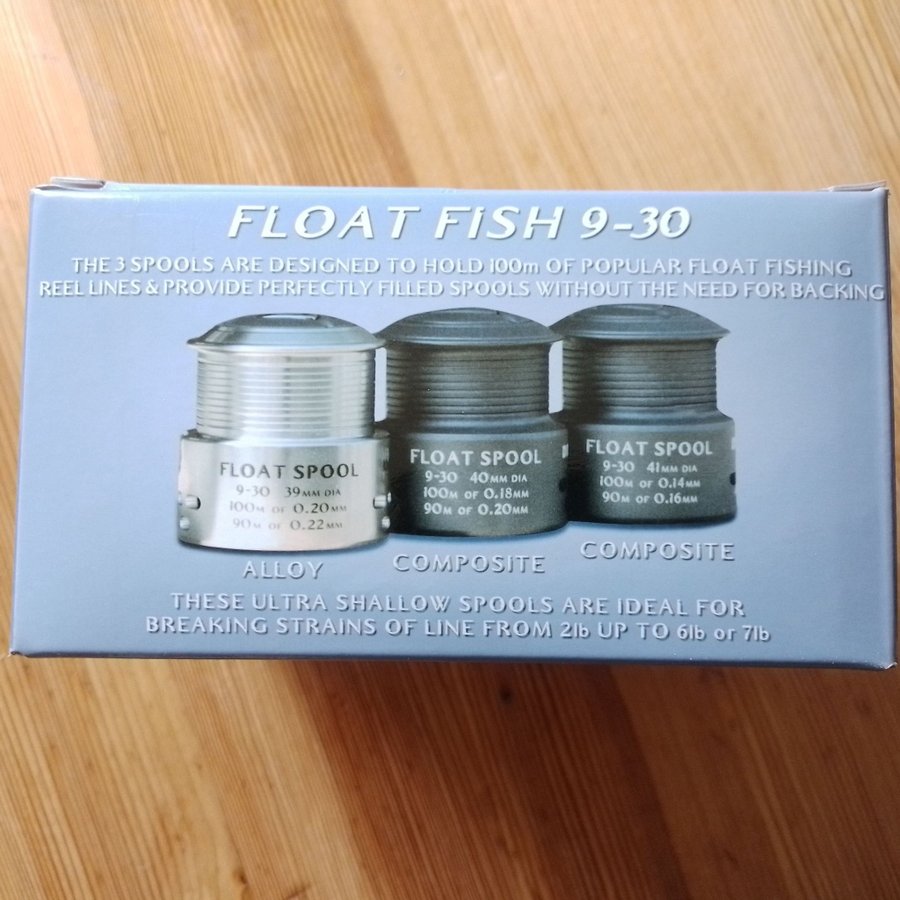 FLOAT FISH 9-30
THE 3 SPOOLS ARE DESIGNED TO HOLD 100m OF POPULAR FLOAT FISHING
REEL LINES & PROVIDE PERFECTLY FILLED SPOOLS WITHOUT THE NEED FOR BACKING
FLOAT SPOOL
9-30 39MM DIA
100M OF 0.20MM
90M OF 0.22MM
ALLOY
FLOAT SPOOL
9-30 40MM DIA
100M OF 0.18MM
90M OF 0.20MM
COMPOSITE
FLOAT SPOOL
9-30 41MM DIA
100M OF 0.14MM
90M OF 0.16MM
COMPOSITE
THESE ULTRA SHALLOW SPOOLS ARE IDEAL FOR
BREAKING STRAINS OF LINE FROM 2lb UP TO 6lb or 7lb